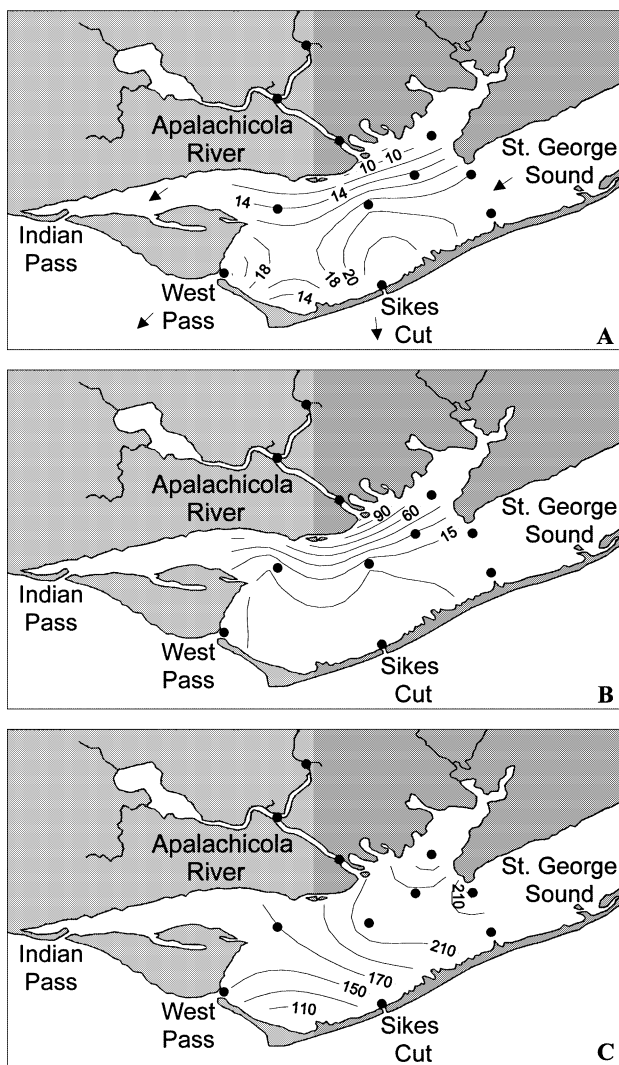 Apalachicola
River
St. George
Sound
10
10
14
14
18
18
20
14
Indian
Pass
West
Pass
Sikes
Cut
A
Apalachicola
River
St. George
Sound
90
60
15
Indian
Pass
West
Pass
Sikes
Cut
B
Apalachicola
River
St. George
Sound
210
210
170
150
110
Indian
Pass
West
Pass
Sikes
Cut
C